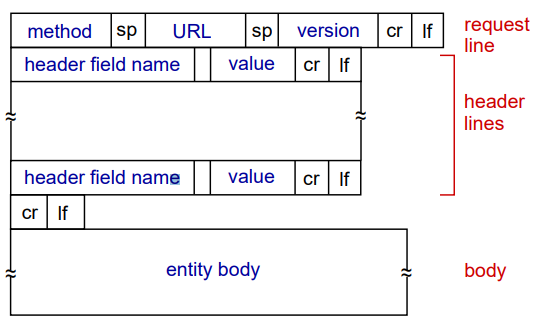 method sp URL sp version cr lf request line
header field name value cr lf
header lines
header field name value cr lf
cr lf
entity body body